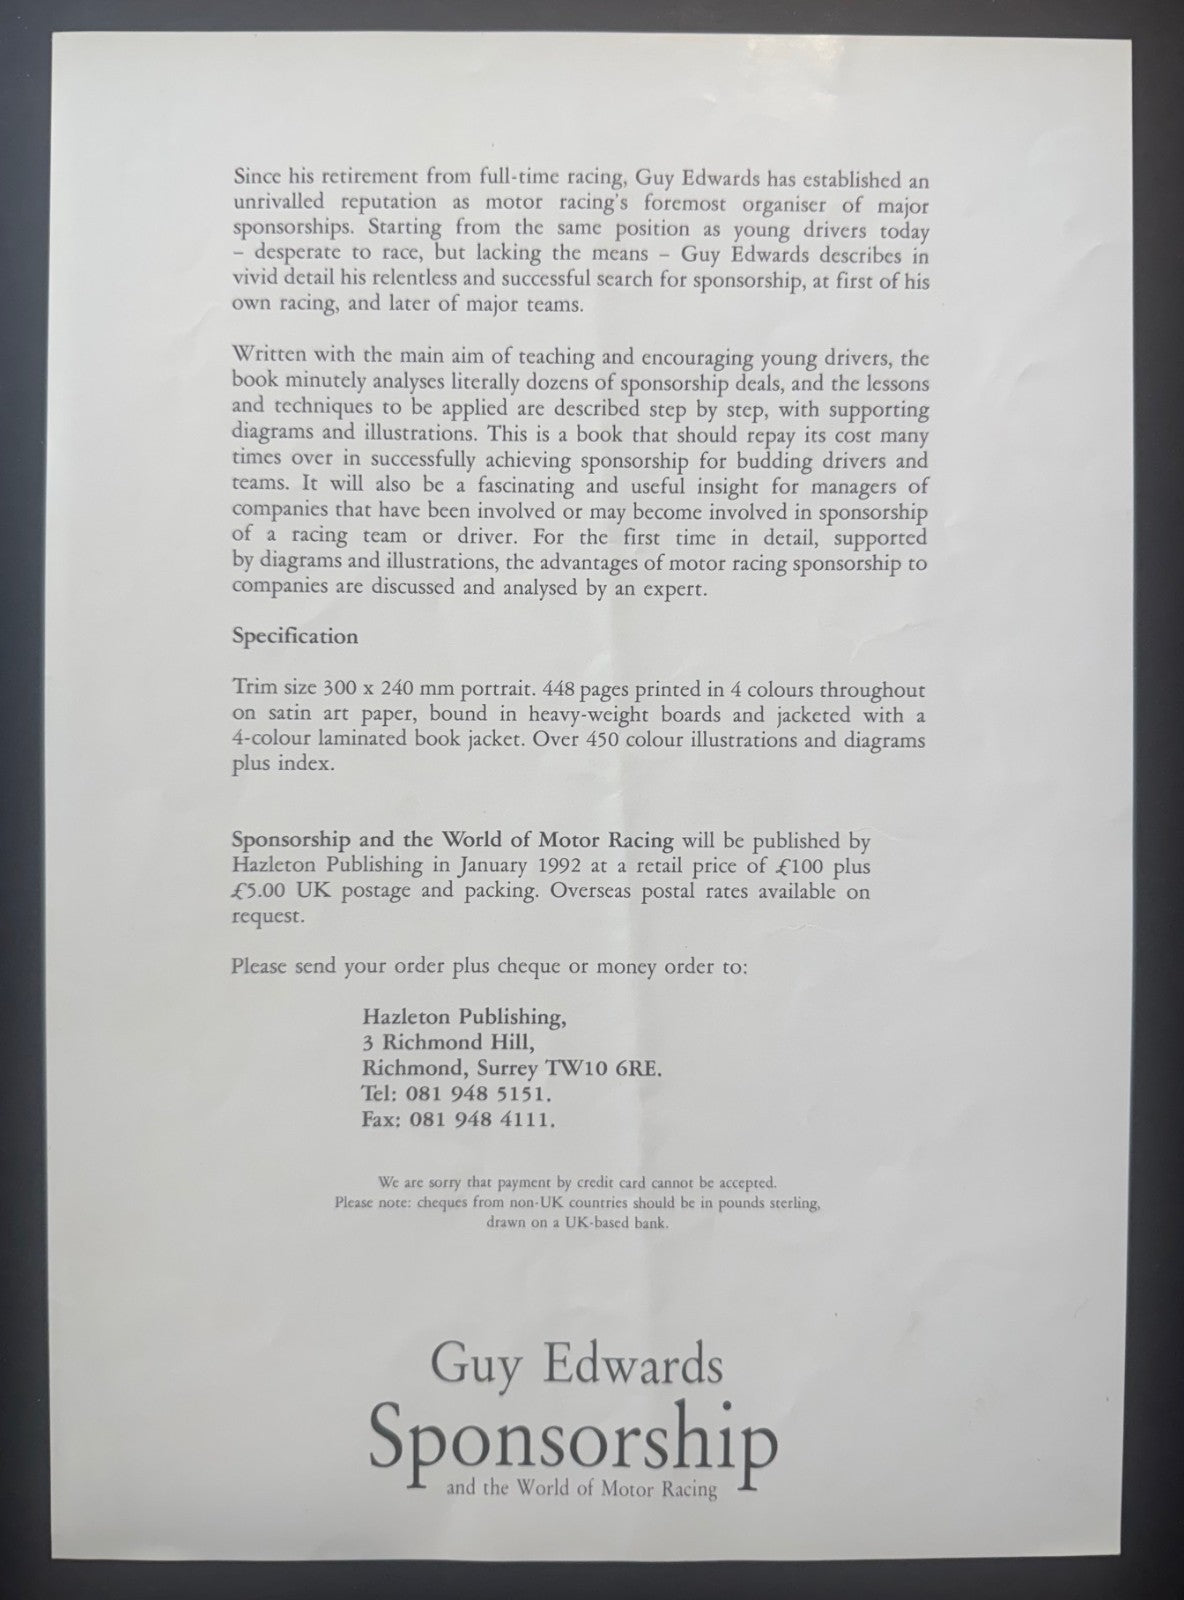 Since his retirement from full-time racing, Guy Edwards has established an
unrivalled reputation as motor racing's foremost organiser of major
sponsorships. Starting from the same position as young drivers today
– desperate to race, but lacking the means – Guy Edwards describes in
vivid detail his relentless and successful search for sponsorship, at first of his
own racing, and later of major teams.
Written with the main aim of teaching and encouraging young drivers, the
book minutely analyses literally dozens of sponsorship deals, and the lessons
and techniques to be applied are described step by step, with supporting
diagrams and illustrations. This is a book that should repay its cost many
times over in successfully achieving sponsorship for budding drivers and
teams. It will also be a fascinating and useful insight for managers of
companies that have been involved or may become involved in sponsorship
of a racing team or driver. For the first time in detail, supported
by diagrams and illustrations, the advantages of motor racing sponsorship to
companies are discussed and analysed by an expert.
Specification
Trim size 300 x 240 mm portrait. 448 pages printed in 4 colours throughout
on satin art paper, bound in heavy-weight boards and jacketed with a
4-colour laminated book jacket. Over 450 colour illustrations and diagrams
plus index.
Sponsorship and the World of Motor Racing will be published by
Hazleton Publishing in January 1992 at a retail price of £100 plus
£5.00 UK postage and packing. Overseas postal rates available on
request.
Please send your order plus cheque or money order to:
Hazleton Publishing,
3 Richmond Hill,
Richmond, Surrey TW10 6RE.
Tel: 081 948 5151.
Fax: 081 948 4111.
We are sorry that payment by credit card cannot be accepted.
Please note: cheques from non-UK countries should be in pounds sterling,
drawn on a UK-based bank.
Guy Edwards
Sponsorship
and the World of Motor Racing